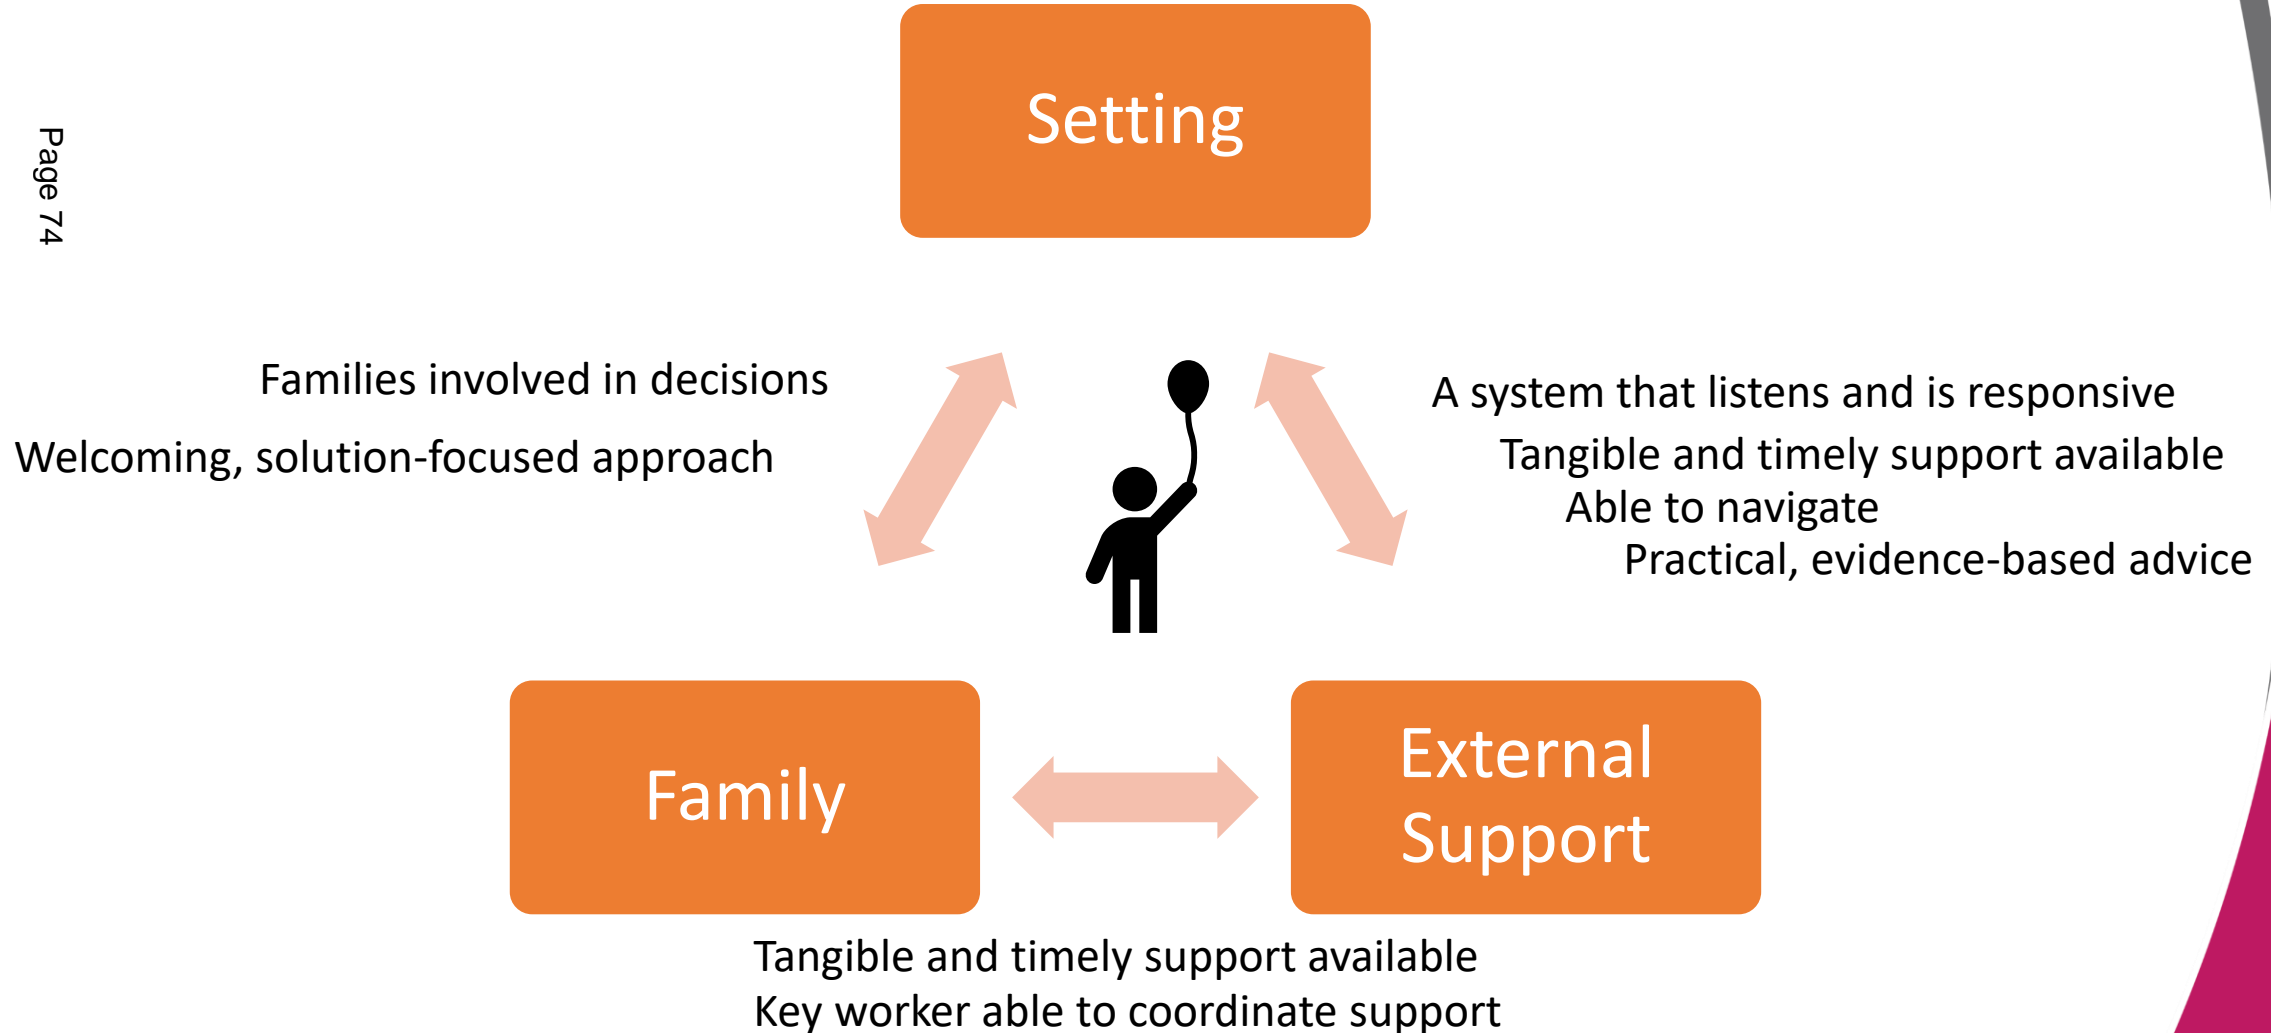 Page 74
Setting
Families involved in decisions
Welcoming, solution-focused approach
A system that listens and is responsive
Tangible and timely support available
Able to navigate
Practical, evidence-based advice
Family
External
Support
Tangible and timely support available
Key worker able to coordinate support